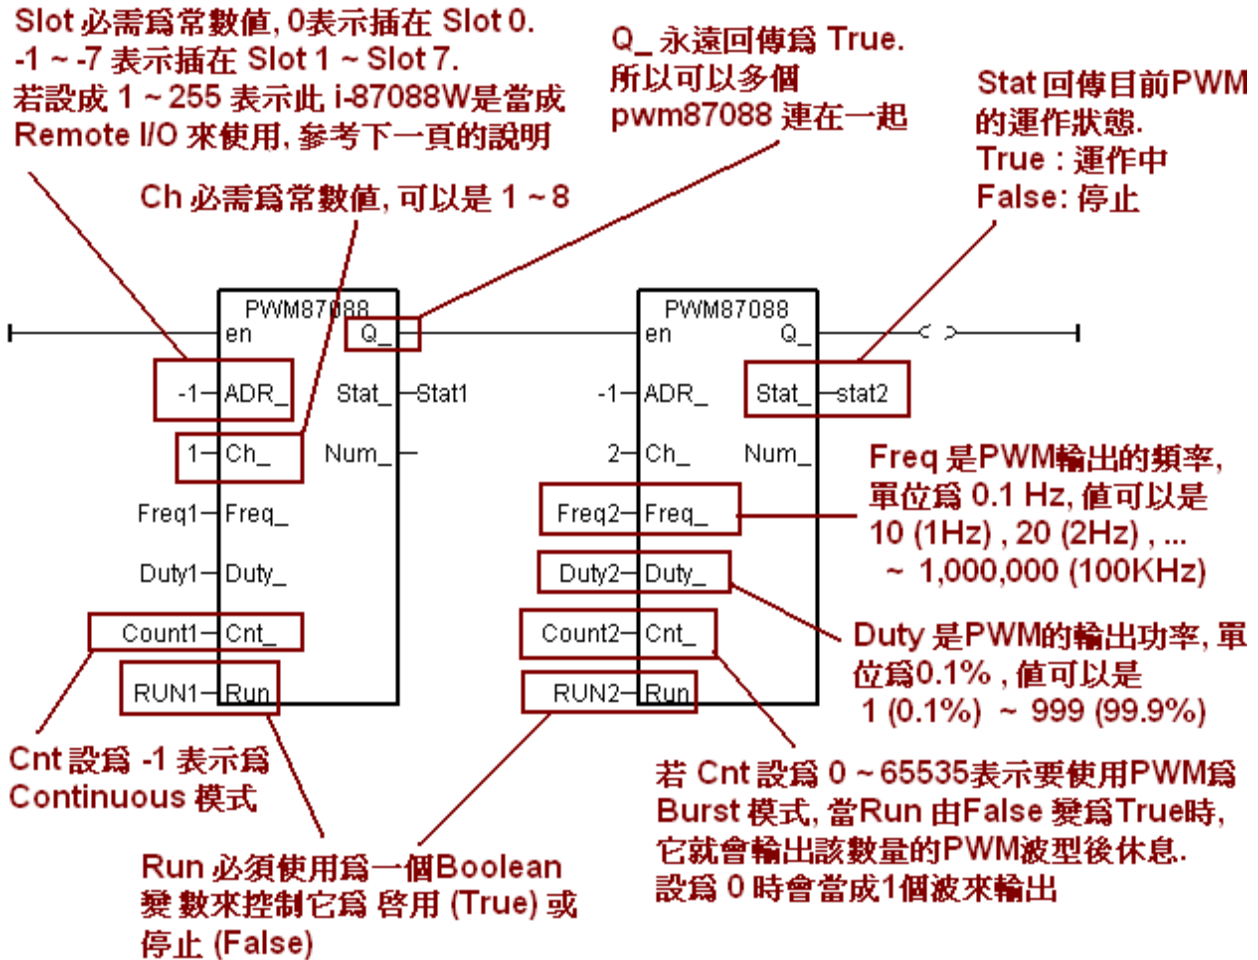 Slot 必需爲常數值, 0表示插在 Slot 0.
-1 ~ -7 表示插在 Slot 1 ~ Slot 7.
若設成 1 ~ 255 表示此 i-87088W是當成
Remote I/O 來使用, 參考下一頁的說明
Ch 必需爲常數值, 可以是 1 ~ 8
Q_ 永遠回傳爲 True.
所以可以多個
pwm87088 連在一起
Stat 回傳目前PWM
的運作狀態.
True : 運作中
False: 停止
PWM87088
en Q_
-1 ADR_ Stat_ Stat1
1 Ch_ Num_
Freq1 Freq_
Duty1 Duty_
Count1 Cnt_
RUN1 Run
PWM87088
en Q_
-1 ADR_ Stat_ stat2
2 Ch_ Num_
Freq2 Freq_
Duty2 Duty_
Count2 Cnt_
RUN2 Run
Freq 是PWM輸出的頻率,
單位爲 0.1 Hz, 值可以是
10 (1Hz) , 20 (2Hz) , ...
~ 1,000,000 (100KHz)
Duty 是PWM的輸出功率, 單
位爲0.1% , 值可以是
1 (0.1%) ~ 999 (99.9%)
Cnt 設爲 -1 表示爲
Continuous 模式
Run 必須使用爲一個Boolean
變 數來控制它爲 啓用 (True) 或
停止 (False)
若 Cnt 設爲 0 ~ 65535表示要使用PWM爲
Burst 模式, 當Run 由False 變爲True時,
它就會輸出該數量的PWM波型後休息.
設爲 0 時會當成1個波來輸出